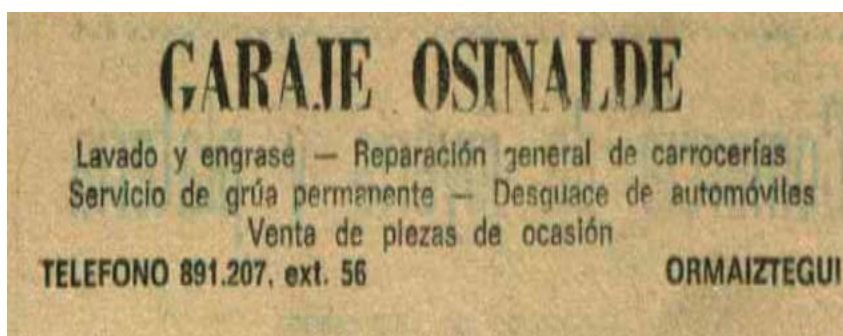 GARAJE OSINALDE
Lavado y engrase — Reparación general de carrocerías
Servicio de grúa permanente — Desguace de automóviles
Venta de piezas de ocasión
TELEFONO 891.207, ext. 56 ORMAIZTEGUI